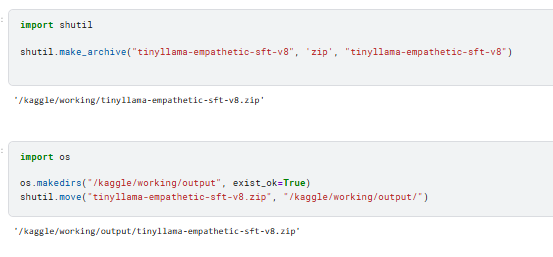 :
import shutil
shutil.make_archive("tinyllama-empathetic-sft-v8", 'zip', "tinyllama-empathetic-sft-v8")
'/kaggle/working/tinyllama-empathetic-sft-v8.zip'
:
import os
os.makedirs("/kaggle/working/output", exist_ok=True)
shutil.move("tinyllama-empathetic-sft-v8.zip", "/kaggle/working/output/")
'/kaggle/working/output/tinyllama-empathetic-sft-v8.zip'